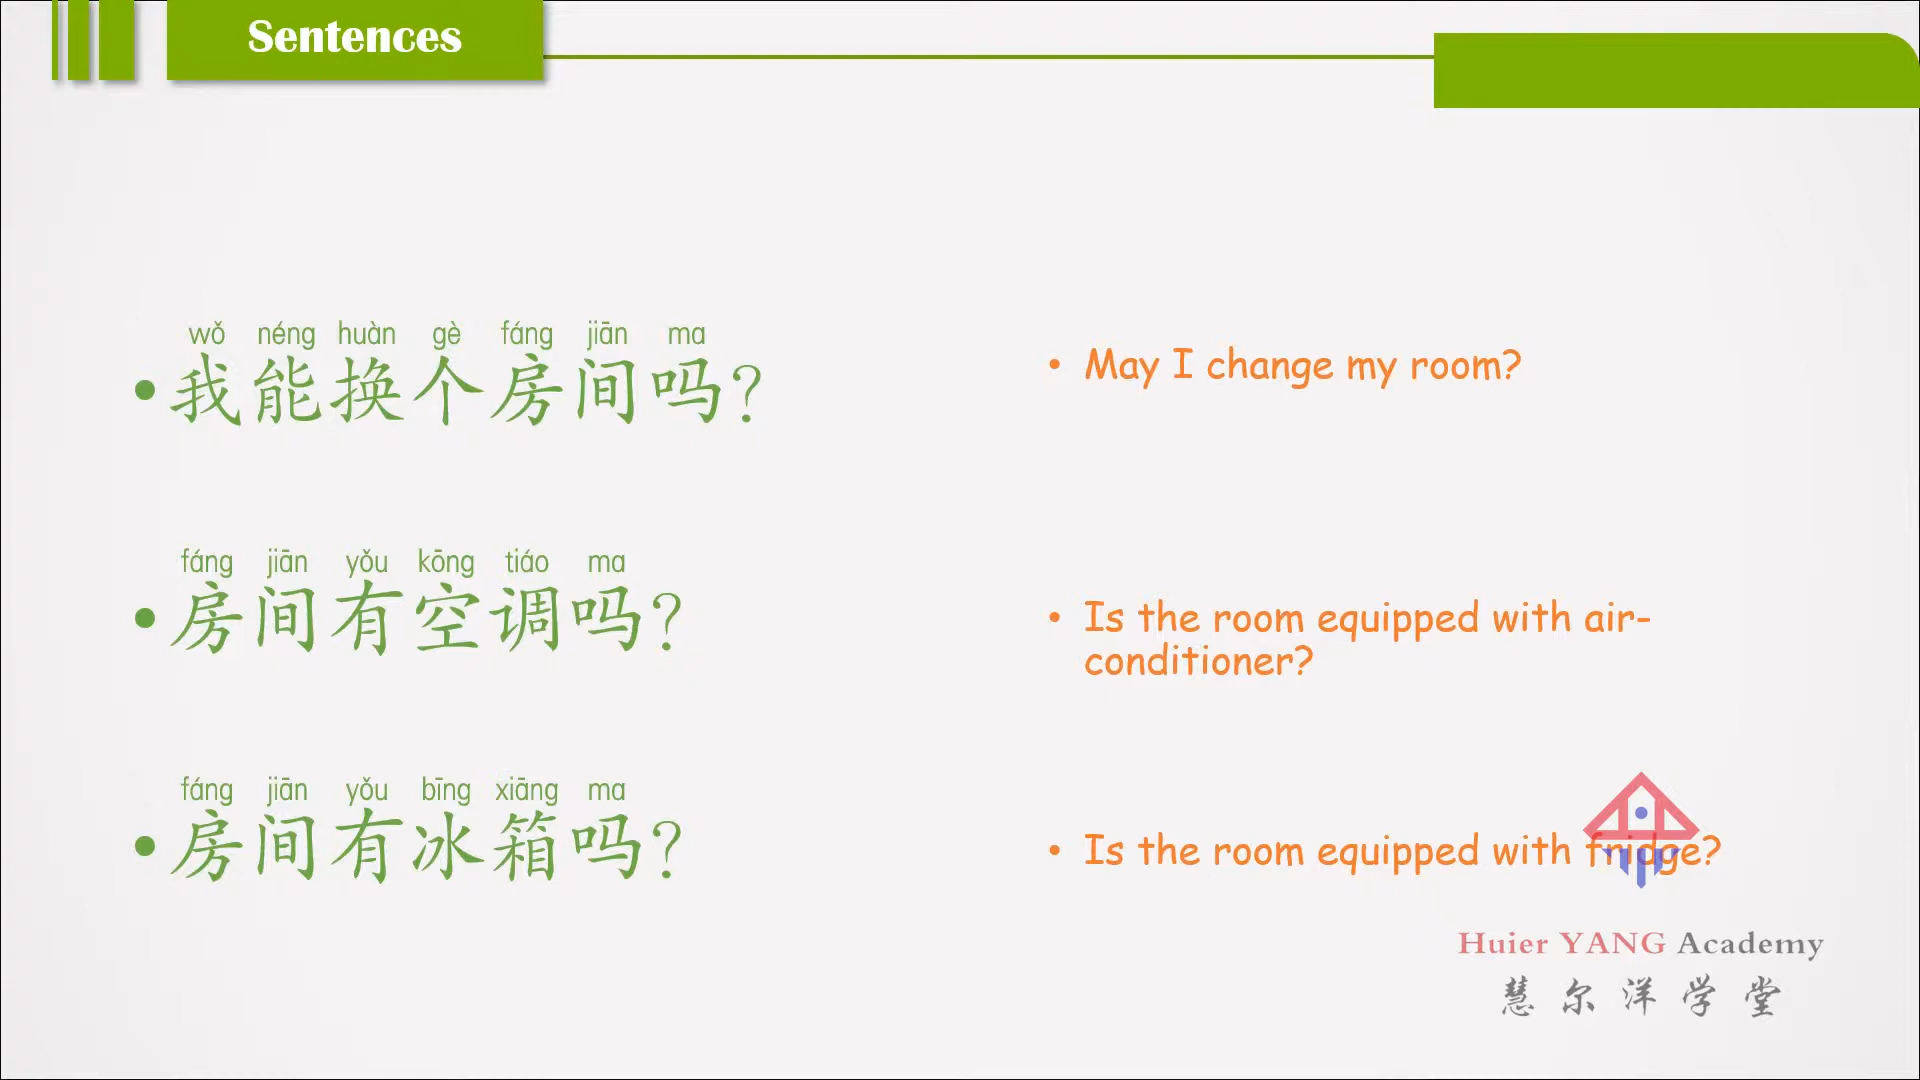 Sentences
wǒ néng huàn gè fáng jiān ma
我能换个房间吗？
May I change my room?
fáng jiān yǒu kōng tiáo ma
房间有空调吗？
Is the room equipped with air-
conditioner?
fáng jiān yǒu bīng xiāng ma
房间有冰箱吗？
Is the room equipped with fridge?
Huier YANG Academy
慧尔洋学堂